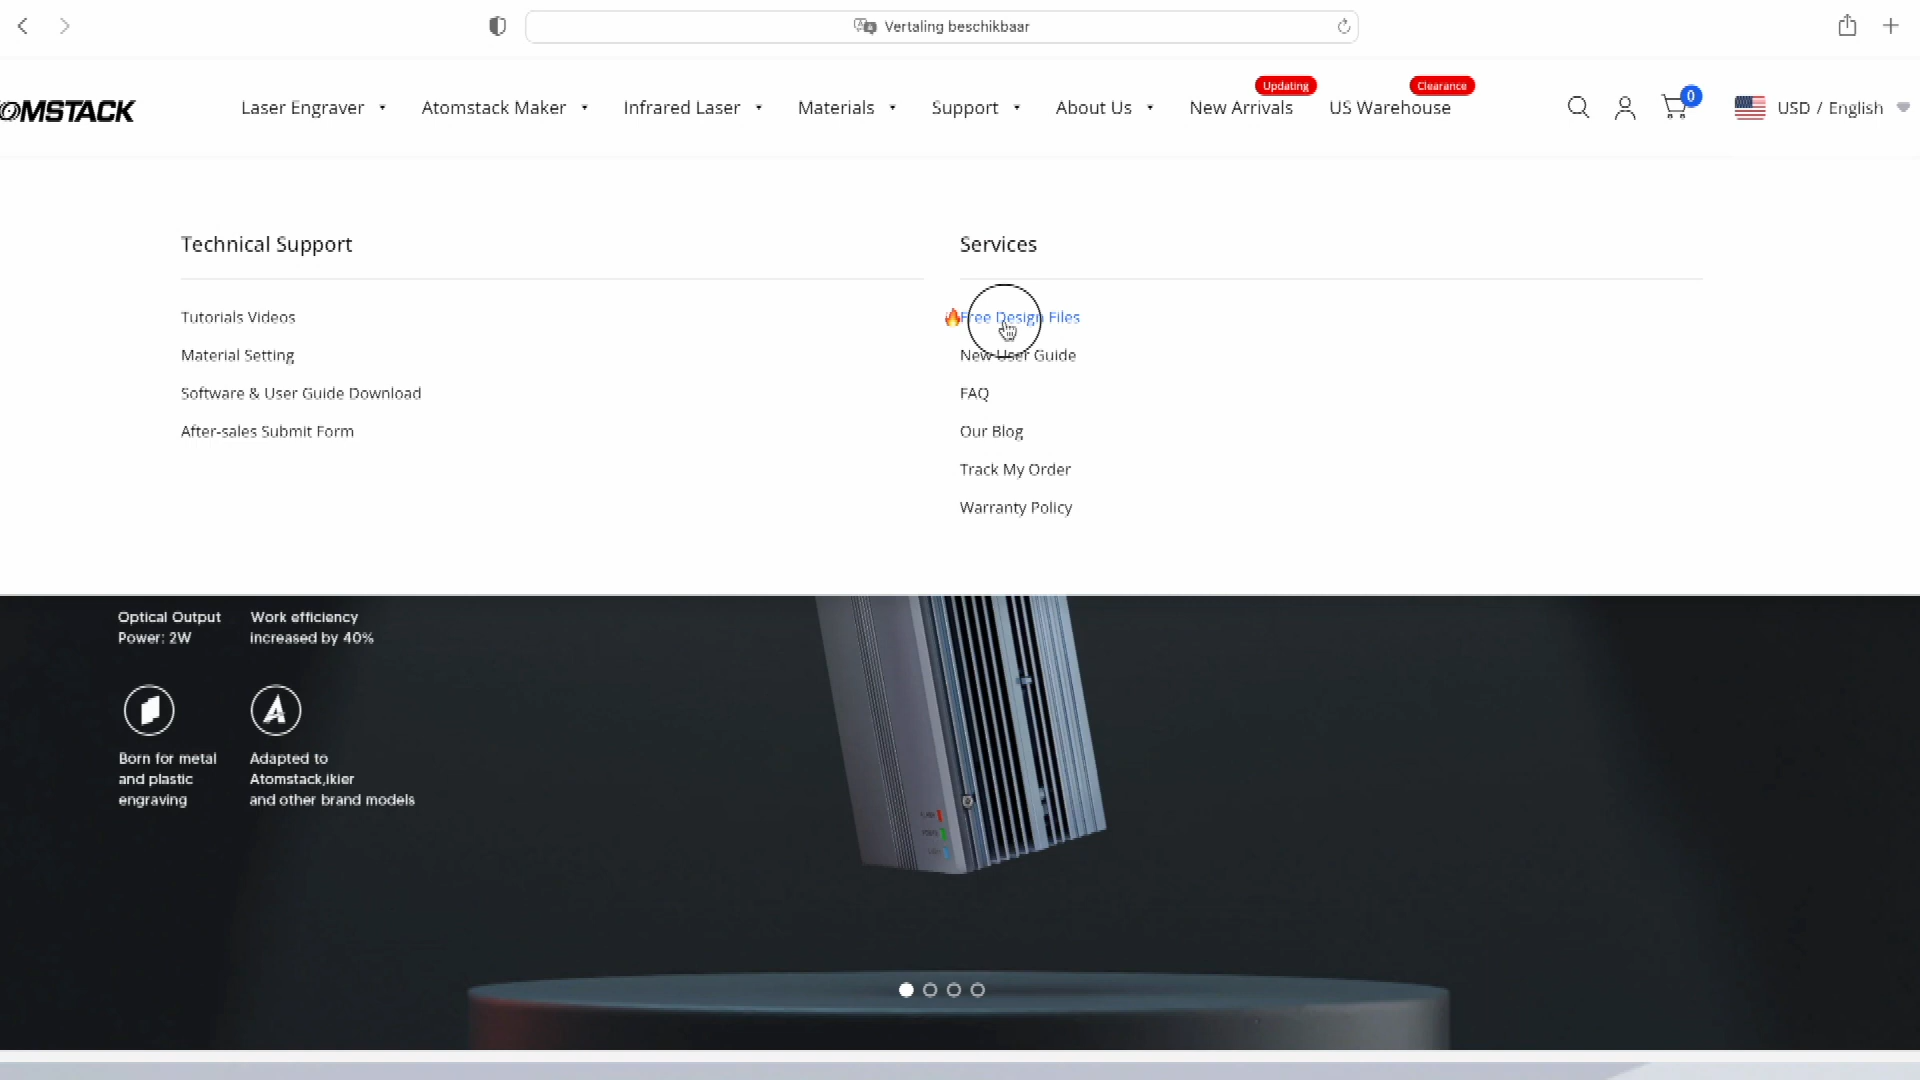 Vertaling beschikbaar
Updating
Clearance
OMSTACK
Laser Engraver
Atomstack Maker
Infrared Laser
Materials
Support
About Us
New Arrivals
US Warehouse
0
USD / English
Technical Support
Services
Tutorials Videos
Material Setting
Software & User Guide Download
After-sales Submit Form
🔥Free Design Files
New User Guide
FAQ
Our Blog
Track My Order
Warranty Policy
Optical Output
Power: 2W
Work efficiency
increased by 40%
Born for metal
and plastic
engraving
Adapted to
Atomstack,ikier
and other brand models